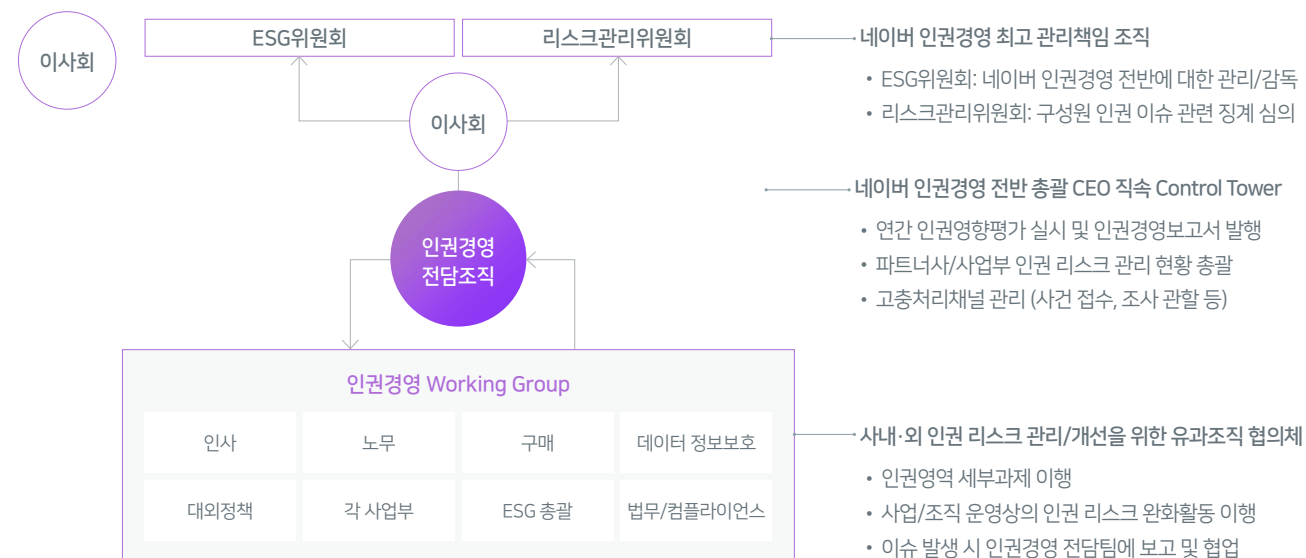 이사회
ESG위원회
리스크관리위원회
네이버 인권경영 최고 관리책임 조직
• ESG위원회: 네이버 인권경영 전반에 대한 관리/감독
• 리스크관리위원회: 구성원 인권 이슈 관련 징계 심의
이사회
네이버 인권경영 전반 총괄 CEO 직속 Control Tower
• 연간 인권영향평가 실시 및 인권경영보고서 발행
• 파트너사/사업부 인권 리스크 관리 현황 총괄
• 고충처리채널 관리 (사건 접수, 조사 관할 등)
인권경영
전담조직
인권경영 Working Group
인사
노무
구매
데이터 정보보호
대외정책
각 사업부
ESG 총괄
법무/컴플라이언스
사내·외 인권 리스크 관리/개선을 위한 유과조직 협의체
• 인권영역 세부과제 이행
• 사업/조직 운영상의 인권 리스크 완화활동 이행
• 이슈 발생 시 인권경영 전담팀에 보고 및 협업